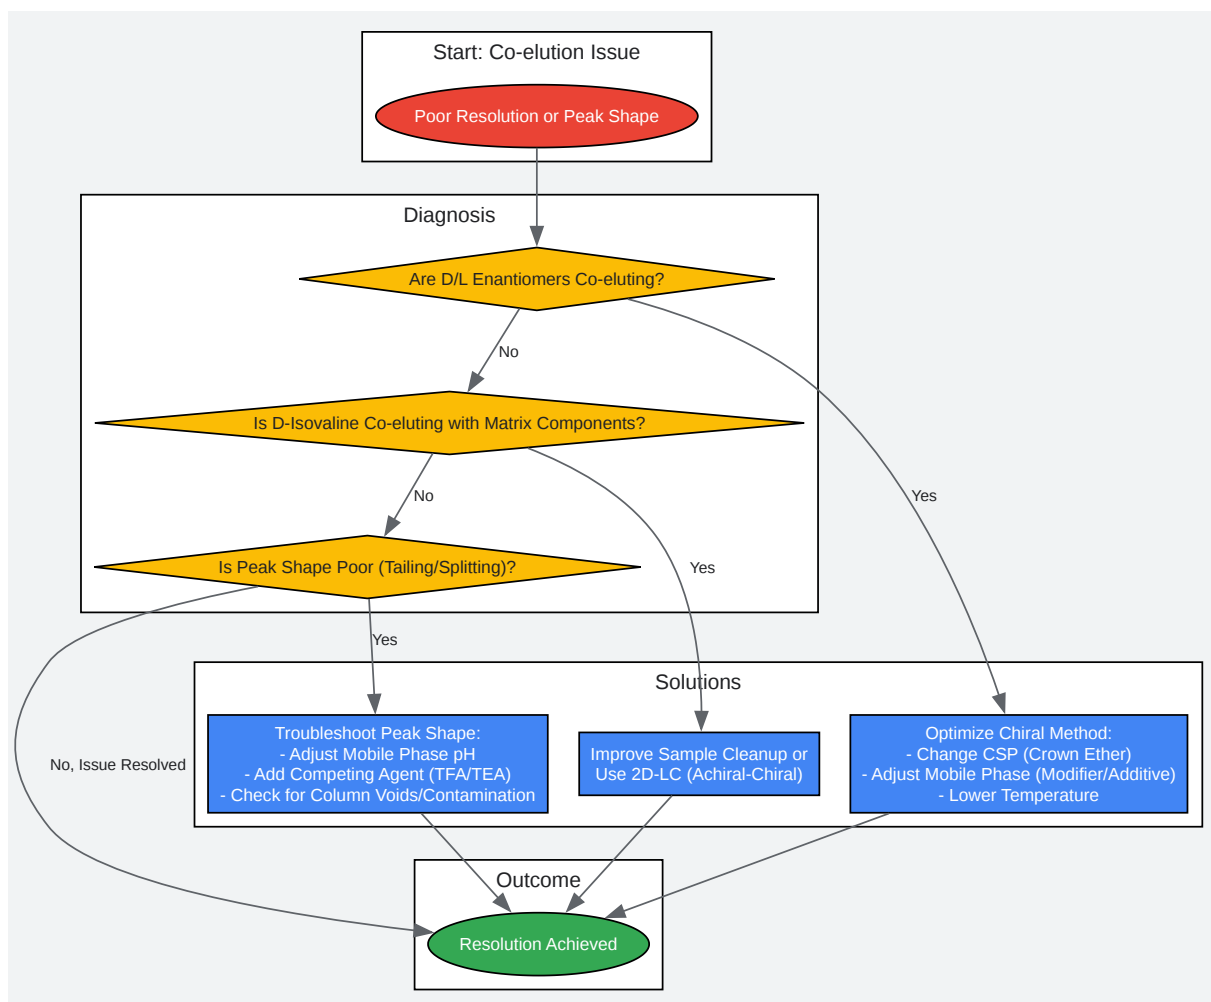 Start: Co-elution Issue
Poor Resolution or Peak Shape
Diagnosis
Are D/L Enantiomers Co-eluting?
No
Is D-Isovaline Co-eluting with Matrix Components?
No
Yes
Is Peak Shape Poor (Tailing/Splitting)?
Yes
Yes
Solutions
Troubleshoot Peak Shape:
- Adjust Mobile Phase pH
- Add Competing Agent (TFA/TEA)
- Check for Column Voids/Contamination
Improve Sample Cleanup or
Use 2D-LC (Achiral-Chiral)
Optimize Chiral Method:
- Change CSP (Crown Ether)
- Adjust Mobile Phase (Modifier/Additive)
- Lower Temperature
No, Issue Resolved
Outcome
Resolution Achieved